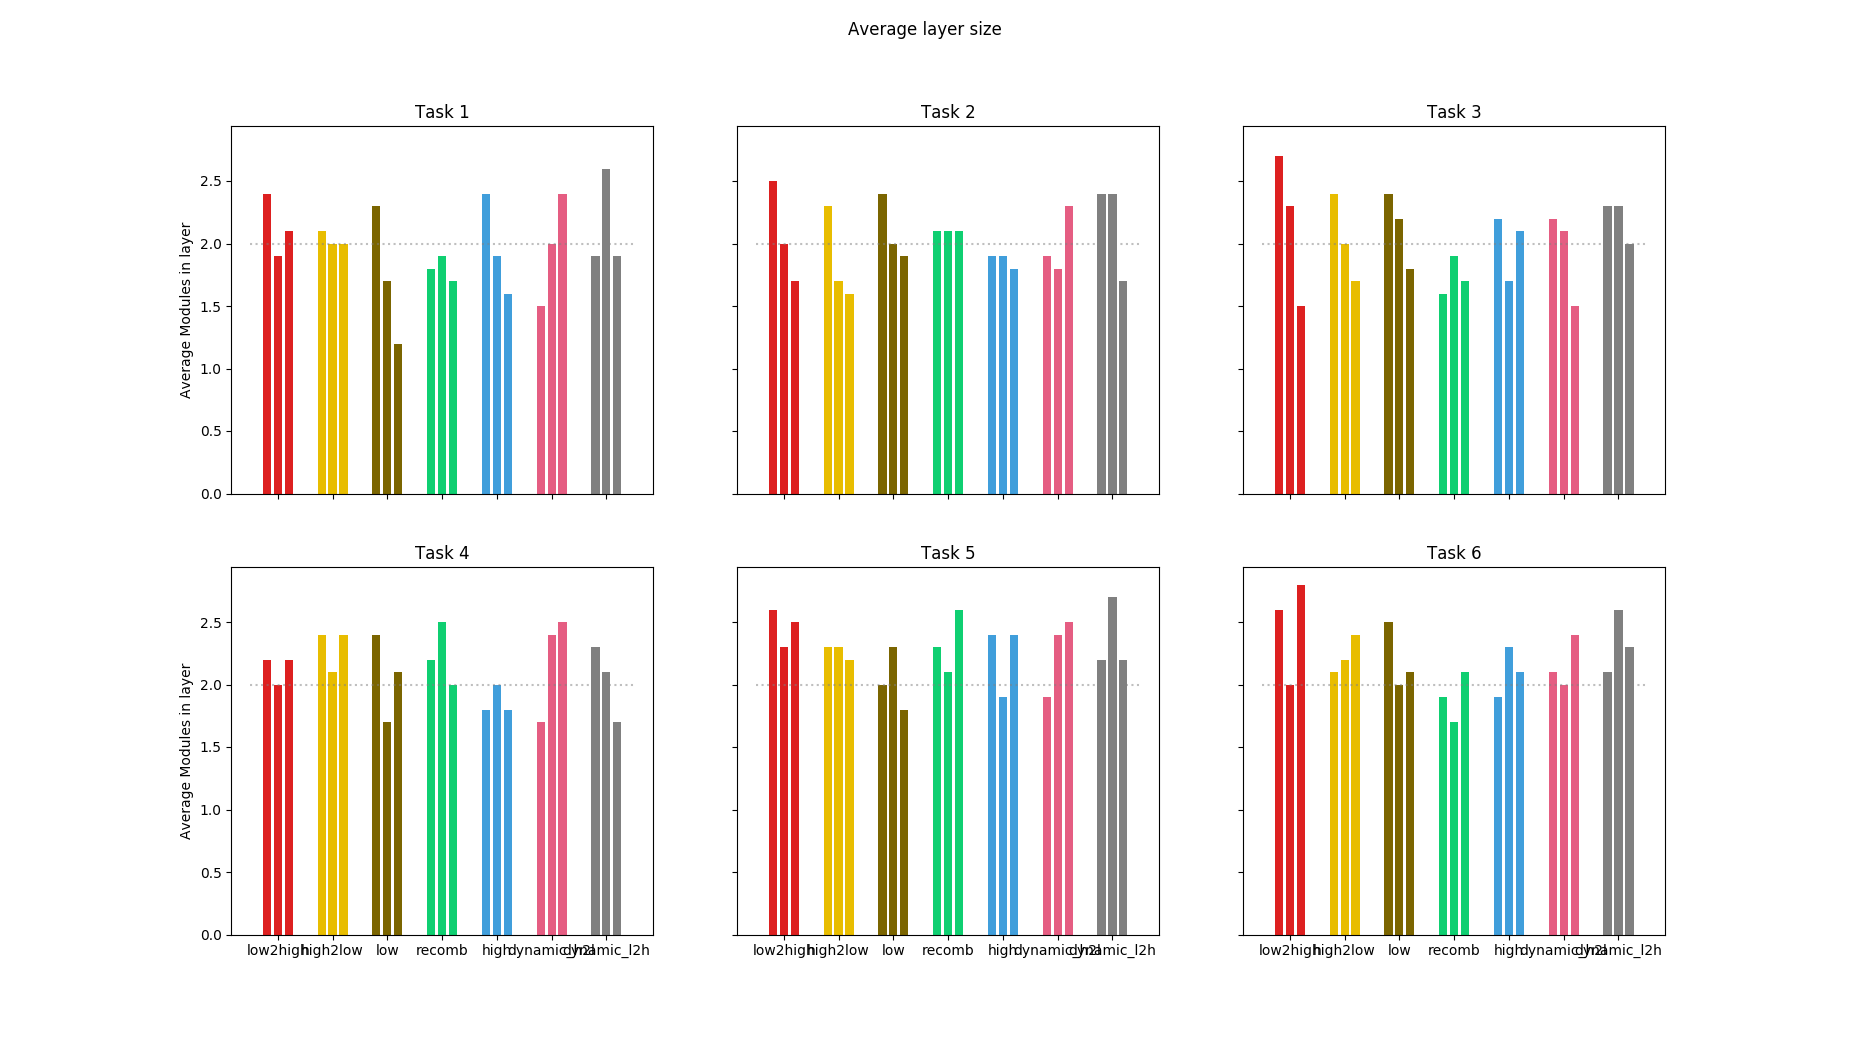 Average layer size
Task 1
Task 2
Task 3
Average Modules in layer
2.5
2.0
1.5
1.0
0.5
0.0
Task 4
Task 5
Task 6
Average Modules in layer
2.5
2.0
1.5
1.0
0.5
0.0
low2high high2low low recomb high dynamic_h2l dynamic_l2h
low2high high2low low recomb high dynamic_h2l dynamic_l2h
low2high high2low low recomb high dynamic_h2l dynamic_l2h